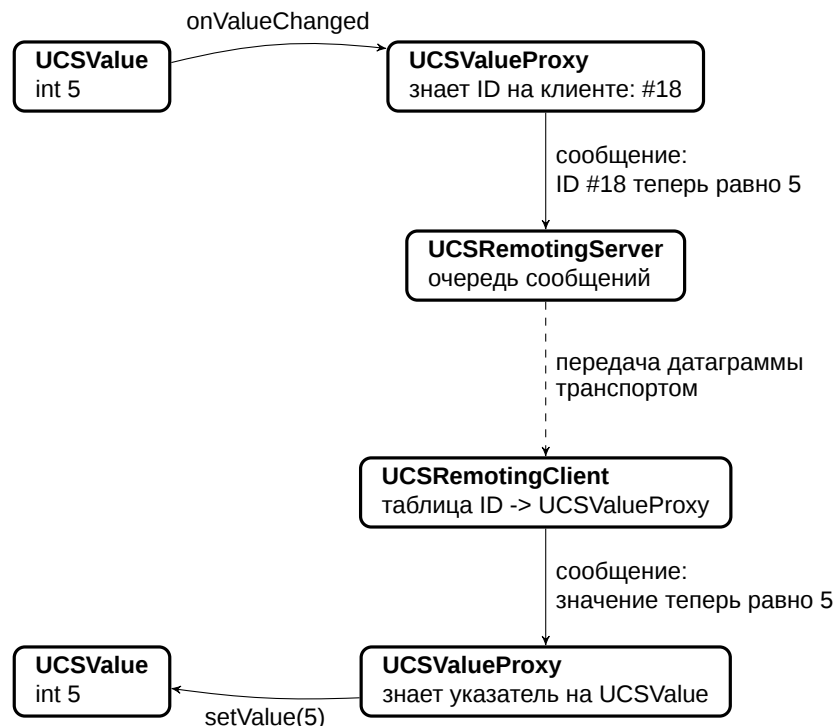 onValueChanged
UCSValue
int 5
UCSValueProxy
знает ID на клиенте: #18
сообщение:
ID #18 теперь равно 5
UCSRemotingServer
очередь сообщений
передача датаграммы
транспортом
UCSRemotingClient
таблица ID -> UCSValueProxy
сообщение:
значение теперь равно 5
UCSValue
int 5
UCSValueProxy
знает указатель на UCSValue
setValue(5)